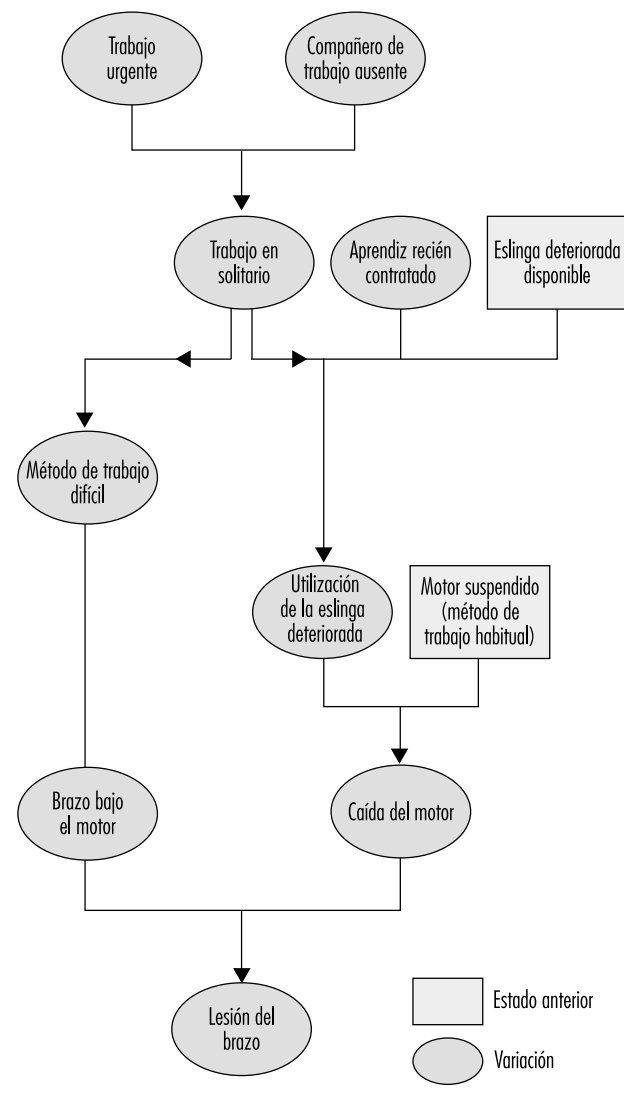 Trabajo
urgente
Compañero de
trabajo ausente
Trabajo en
solitario
Aprendiz recién
contratado
Eslinga deteriorada
disponible
Método de trabajo
difícil
Utilización
de la eslinga
deteriorada
Motor suspendido
(método de
trabajo habitual)
Brazo bajo
el motor
Caída del motor
Lesión del
brazo
Estado anterior
Variación